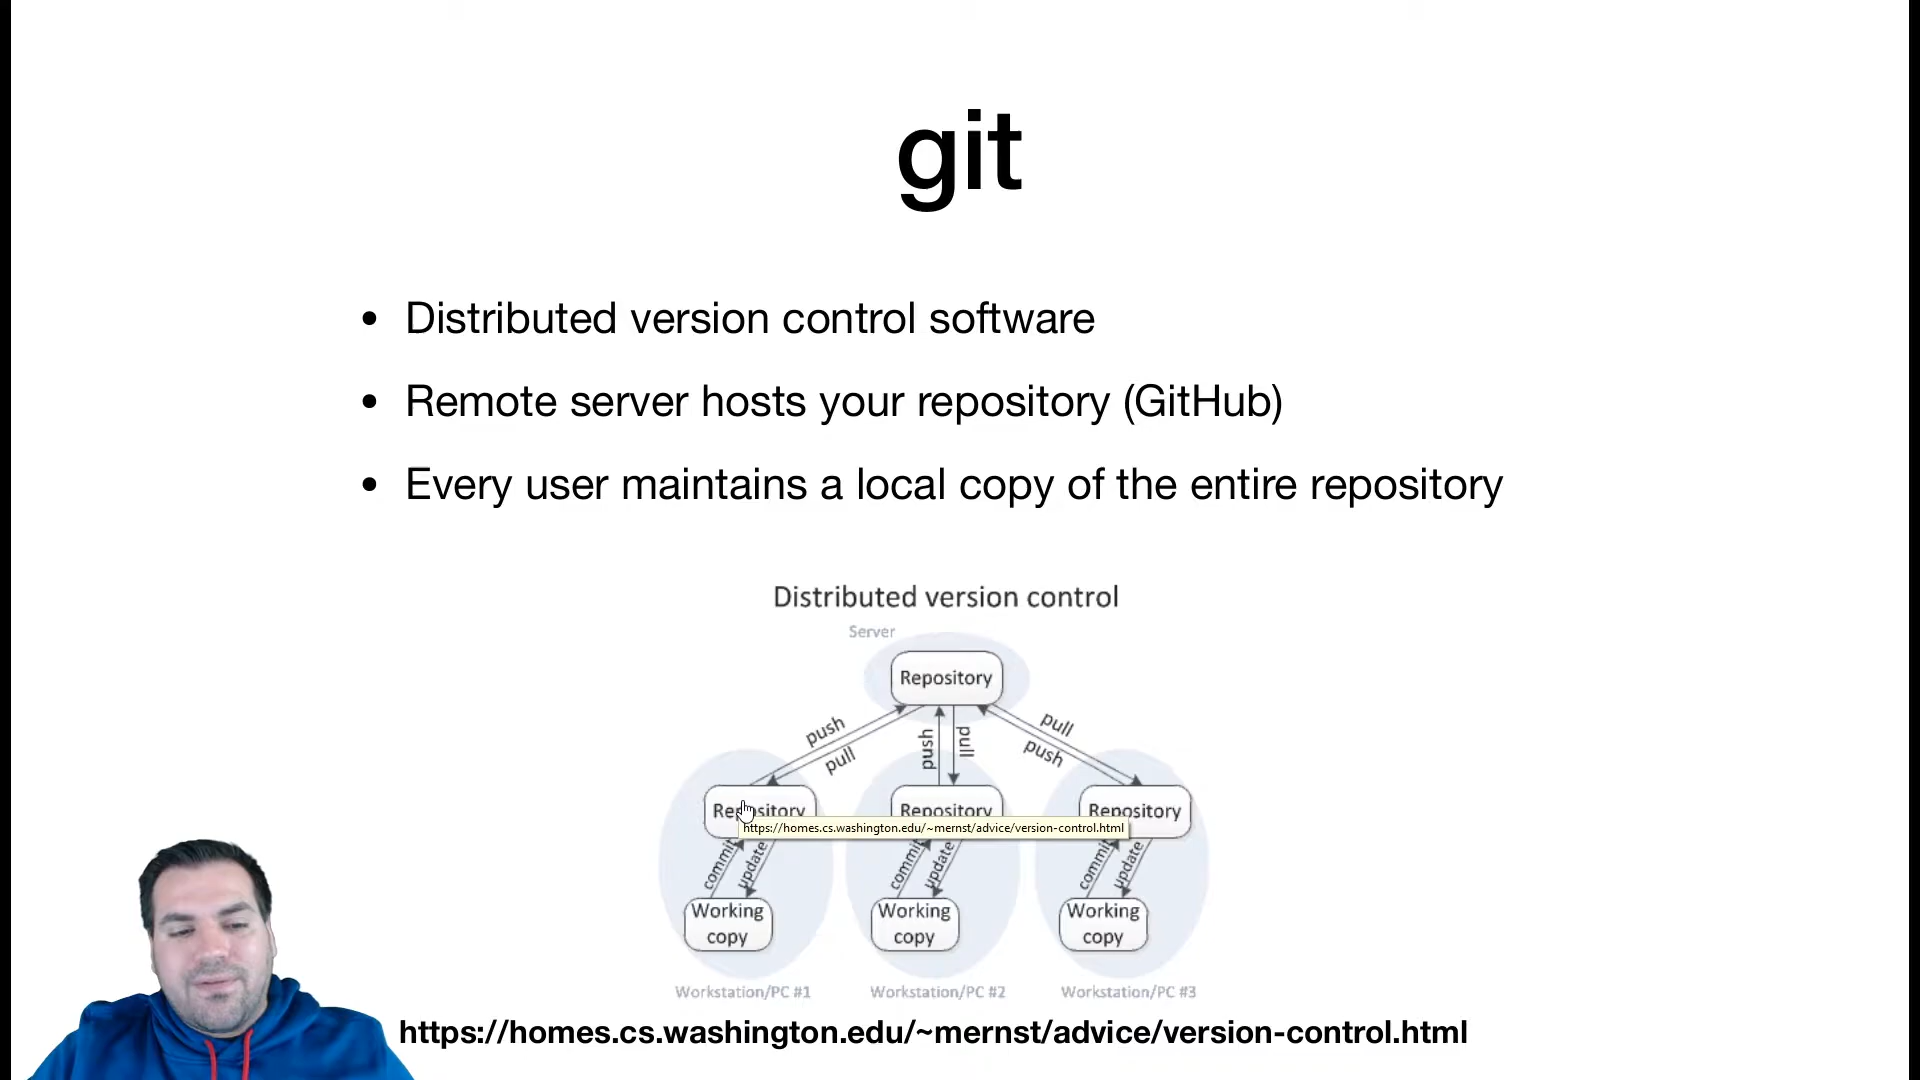 git
• Distributed version control software
• Remote server hosts your repository (GitHub)
• Every user maintains a local copy of the entire repository
Distributed version control
Server
Repository
push
pull
push
pull
pull
push
Repository
Repository
Repository
https://homes.cs.washington.edu/~mernst/advice/version-control.html
commit
update
commit
update
commit
update
Working
copy
Working
copy
Working
copy
Workstation/PC #1
Workstation/PC #2
Workstation/PC #3
https://homes.cs.washington.edu/~mernst/advice/version-control.html